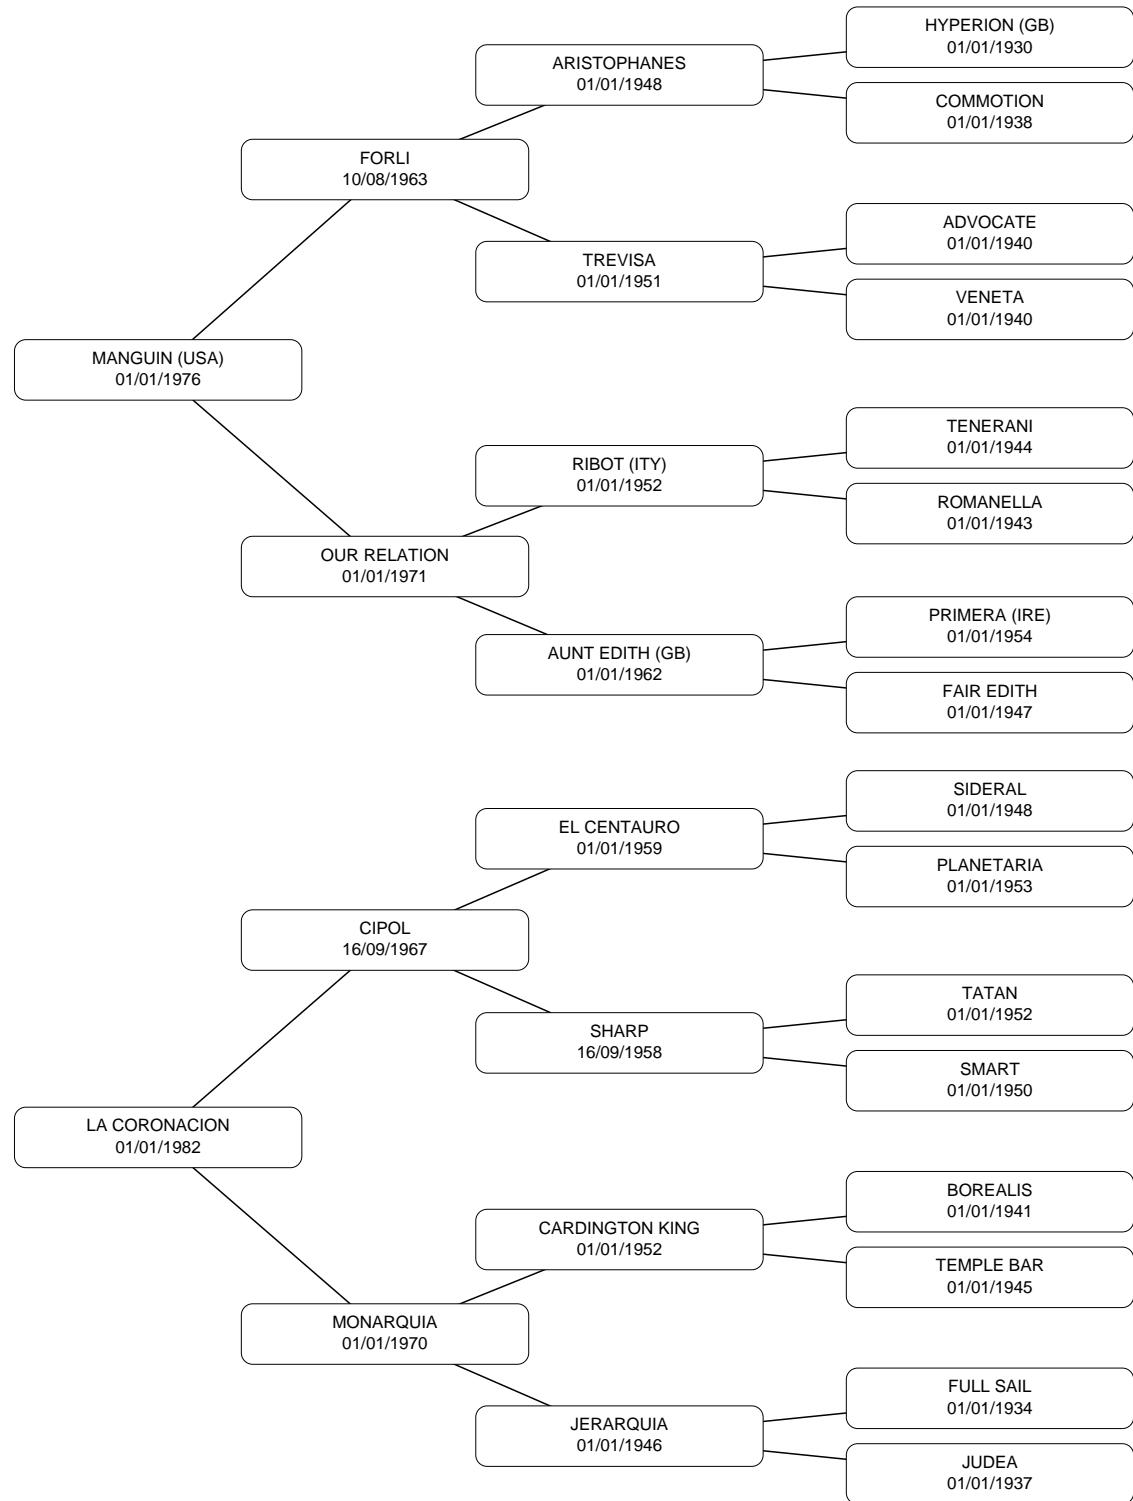 HYPERION (GB)
01/01/1930
ARISTOPHANES
01/01/1948
COMMOTION
01/01/1938
FORLI
10/08/1963
ADVOCATE
01/01/1940
TREVISA
01/01/1951
VENETA
01/01/1940
MANGUIN (USA)
01/01/1976
TENERANI
01/01/1944
RIBOT (ITY)
01/01/1952
ROMANELLA
01/01/1943
OUR RELATION
01/01/1971
PRIMERA (IRE)
01/01/1954
AUNT EDITH (GB)
01/01/1962
FAIR EDITH
01/01/1947
SIDERAL
01/01/1948
EL CENTAURO
01/01/1959
PLANETARIA
01/01/1953
CIPOL
16/09/1967
TATAN
01/01/1952
SHARP
16/09/1958
SMART
01/01/1950
LA CORONACION
01/01/1982
BOREALIS
01/01/1941
CARDINGTON KING
01/01/1952
TEMPLE BAR
01/01/1945
MONARQUIA
01/01/1970
FULL SAIL
01/01/1934
JERARQUIA
01/01/1946
JUDEA
01/01/1937